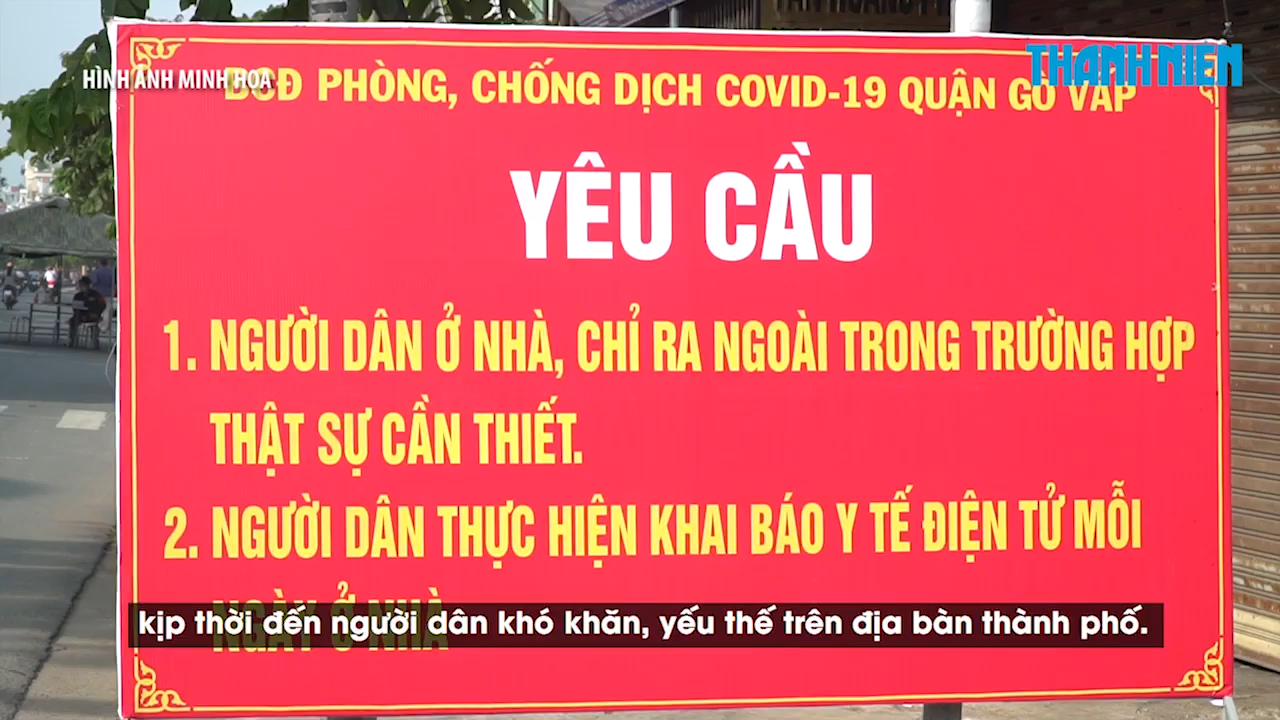 HÌNH ẢNH MINH HỌA
THANH NIÊN
BCĐ PHÒNG, CHỐNG DỊCH COVID-19 QUẬN GÒ VẤP
YÊU CẦU
1. NGƯỜI DÂN Ở NHÀ, CHỈ RA NGOÀI TRONG TRƯỜNG HỢP
THẬT SỰ CẦN THIẾT.
2. NGƯỜI DÂN THỰC HIỆN KHAI BÁO Y TẾ ĐIỆN TỬ MỖI
NGÀY Ở NHÀ
kịp thời đến người dân khó khăn, yếu thế trên địa bàn thành phố.